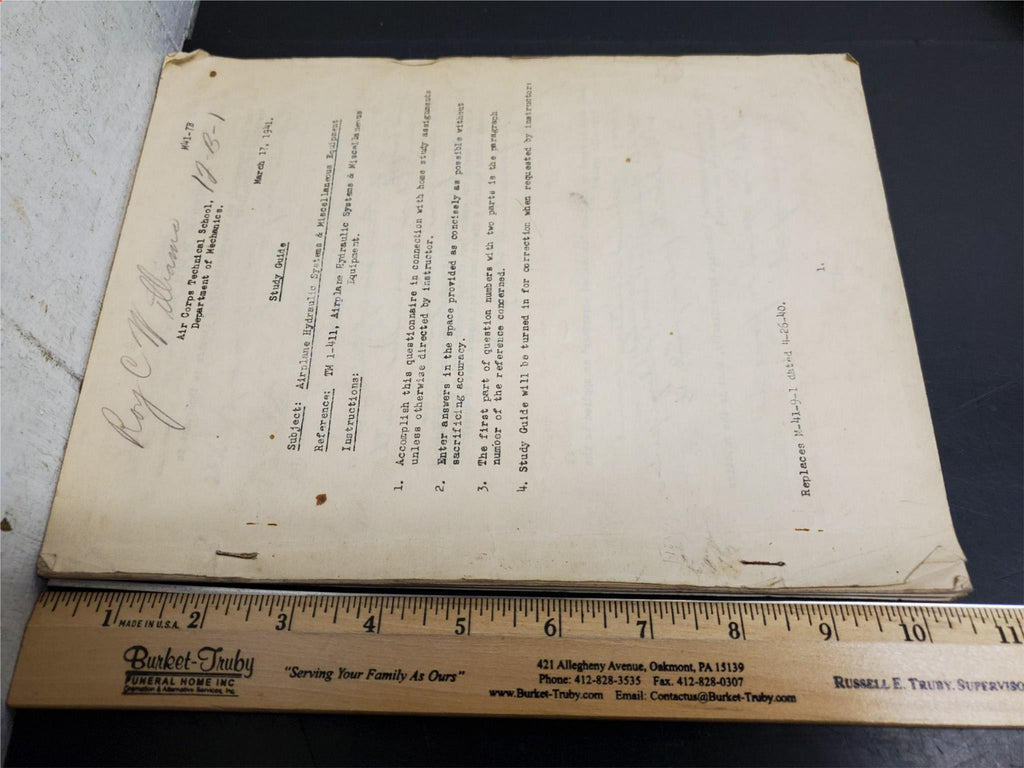 Roy C Williams
M41-7B
Air Corps Technical School, 12-B-1
Department of Mechanics.
March 17, 1941.
Study Guide
Subject: Airplane Hydraulic Systems & Miscellaneous Equipment
Reference: TM 1-411, Airplane Hydraulic Systems & Miscellaneous
Equipment.
Instructions:
1. Accomplish this questionnaire in connection with home study assignments
unless otherwise directed by instructor.
2. Enter answers in the space provided as concisely as possible without
sacrificing accuracy.
3. The first part of question numbers with two parts is the paragraph
number of the reference concerned.
4. Study Guide will be turned in for correction when requested by instructor:
Replaces M-41-9-1 dated 4-26-40.
1.
1 2 3 4 5 6 7 8 9 10 11
MADE IN U.S.A.
Burket-Truby
FUNERAL HOME INC
Cremation & Alternative Services, Inc.
"Serving Your Family As Ours"
421 Allegheny Avenue, Oakmont, PA 15139
Phone: 412-828-3535 Fax. 412-828-0307
www.Burket-Truby.com Email: Contactus@Burket-Truby.com
RUSSELL E. TRUBY, SUPERVISO